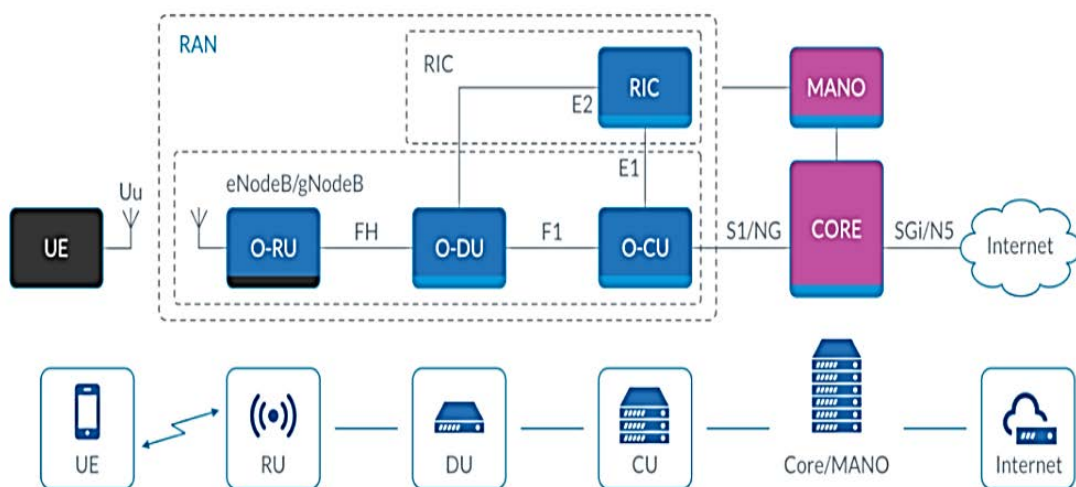 RAN
RIC
RIC
MANO
E2
E1
eNodeB/gNodeB
Uu
UE
O-RU
FH
O-DU
F1
O-CU
S1/NG
CORE
SGi/N5
Internet
UE
RU
DU
CU
Core/MANO
Internet